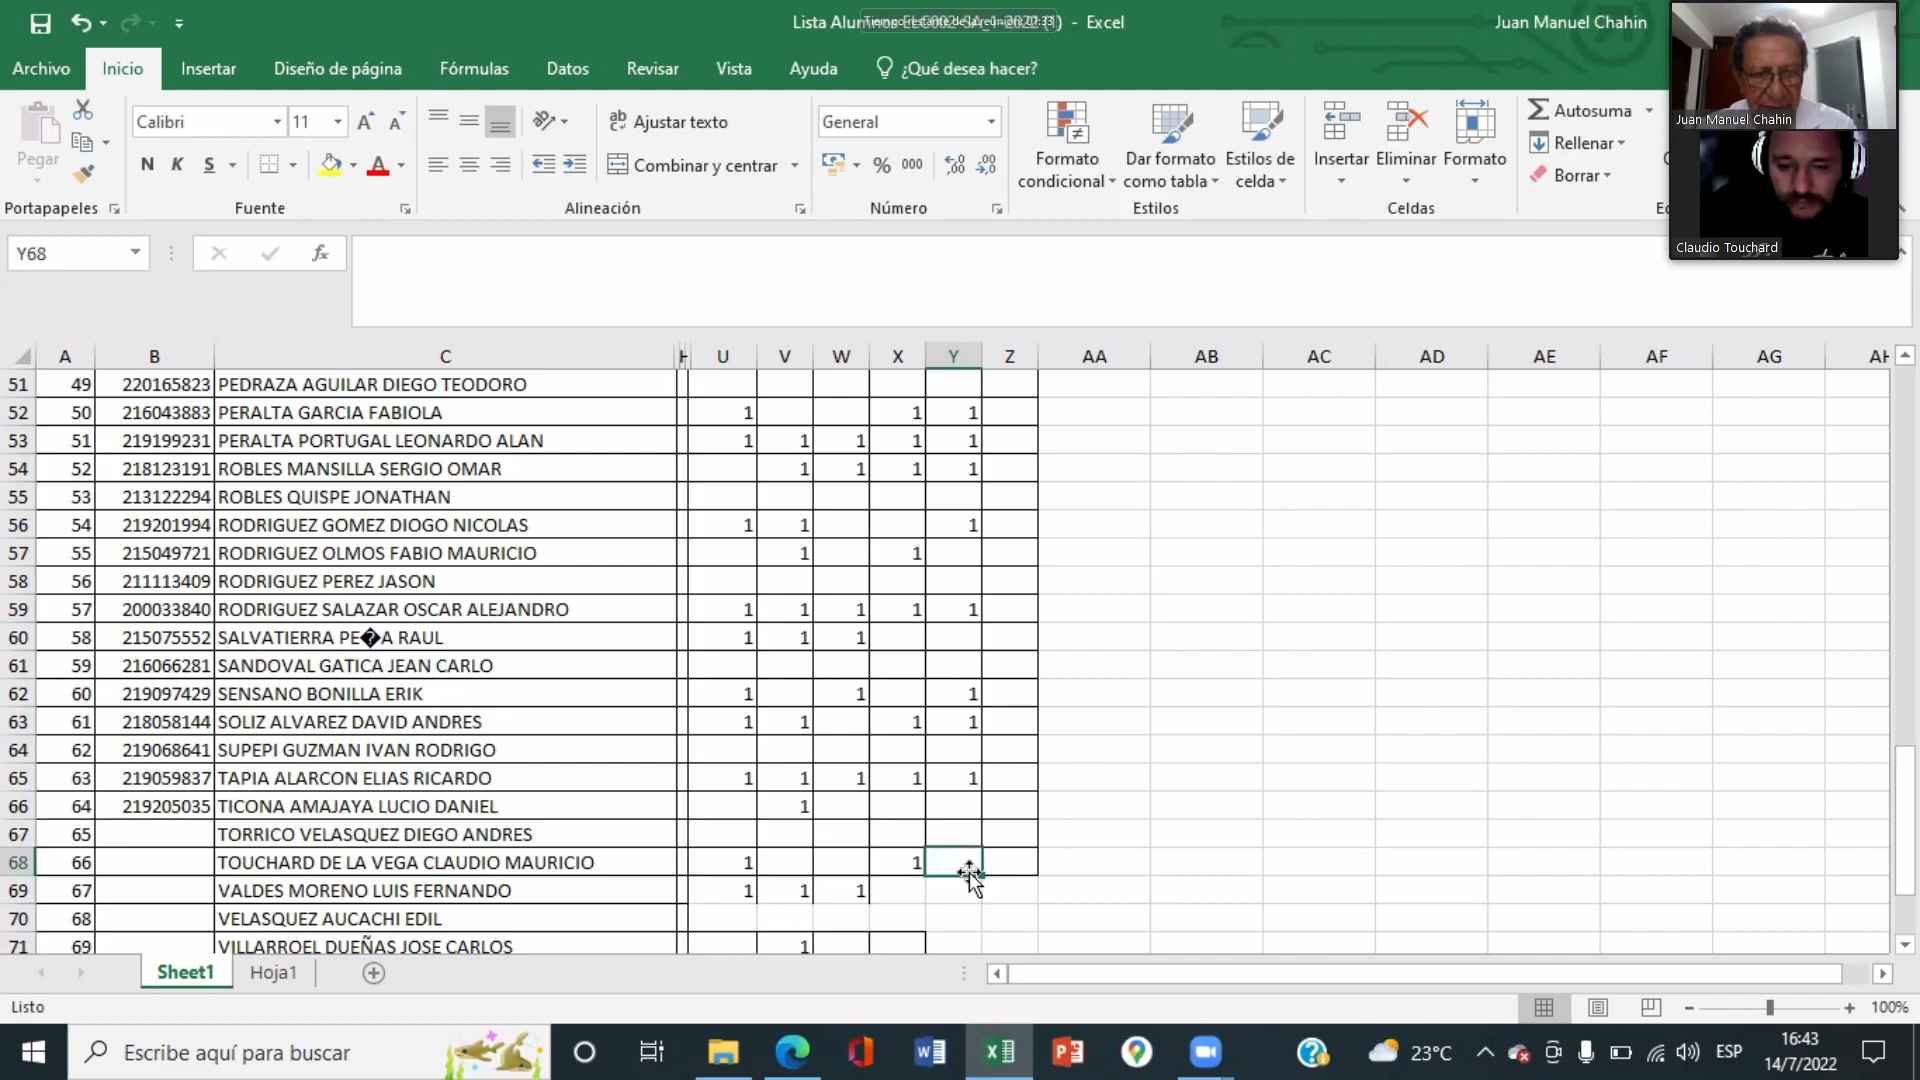 Lista Alumnos ELC002-SA_1-2022 (1) - Excel
Tiempo restante de la reunión: 07:33
Juan Manuel Chahin
Archivo Inicio Insertar Diseño de página Fórmulas Datos Revisar Vista Ayuda ¿Qué desea hacer?
Juan Manuel Chahin
Claudio Touchard
Calibri 11 Ajustar texto General Autosuma
Pegar Formato Dar formato Estilos de Insertar Eliminar Formato Rellenar
N K S A Combinar y centrar % 000 condicional como tabla celda Borrar
Portapapeles Fuente Alineación Número Estilos Celdas
Y68 fx
A B C H U V W X Y Z AA AB AC AD AE AF AG AH
51 49 220165823 PEDRAZA AGUILAR DIEGO TEODORO
52 50 216043883 PERALTA GARCIA FABIOLA 1 1 1
53 51 219199231 PERALTA PORTUGAL LEONARDO ALAN 1 1 1 1 1
54 52 218123191 ROBLES MANSILLA SERGIO OMAR 1 1 1 1
55 53 213122294 ROBLES QUISPE JONATHAN
56 54 219201994 RODRIGUEZ GOMEZ DIOGO NICOLAS 1 1 1
57 55 215049721 RODRIGUEZ OLMOS FABIO MAURICIO 1 1
58 56 211113409 RODRIGUEZ PEREZ JASON
59 57 200033840 RODRIGUEZ SALAZAR OSCAR ALEJANDRO 1 1 1 1 1
60 58 215075552 SALVATIERRA PE�A RAUL 1 1 1
61 59 216066281 SANDOVAL GATICA JEAN CARLO
62 60 219097429 SENSANO BONILLA ERIK 1 1 1
63 61 218058144 SOLIZ ALVAREZ DAVID ANDRES 1 1 1 1
64 62 219068641 SUPEPI GUZMAN IVAN RODRIGO
65 63 219059837 TAPIA ALARCON ELIAS RICARDO 1 1 1 1 1
66 64 219205035 TICONA AMAJAYA LUCIO DANIEL 1
67 65 TORRICO VELASQUEZ DIEGO ANDRES
68 66 TOUCHARD DE LA VEGA CLAUDIO MAURICIO 1 1
69 67 VALDES MORENO LUIS FERNANDO 1 1 1
70 68 VELASQUEZ AUCACHI EDIL
71 69 VILLARROEL DUEÑAS JOSE CARLOS 1
Sheet1 Hoja1
Listo 100%
Escribe aquí para buscar 23°C ESP 16:43
14/7/2022